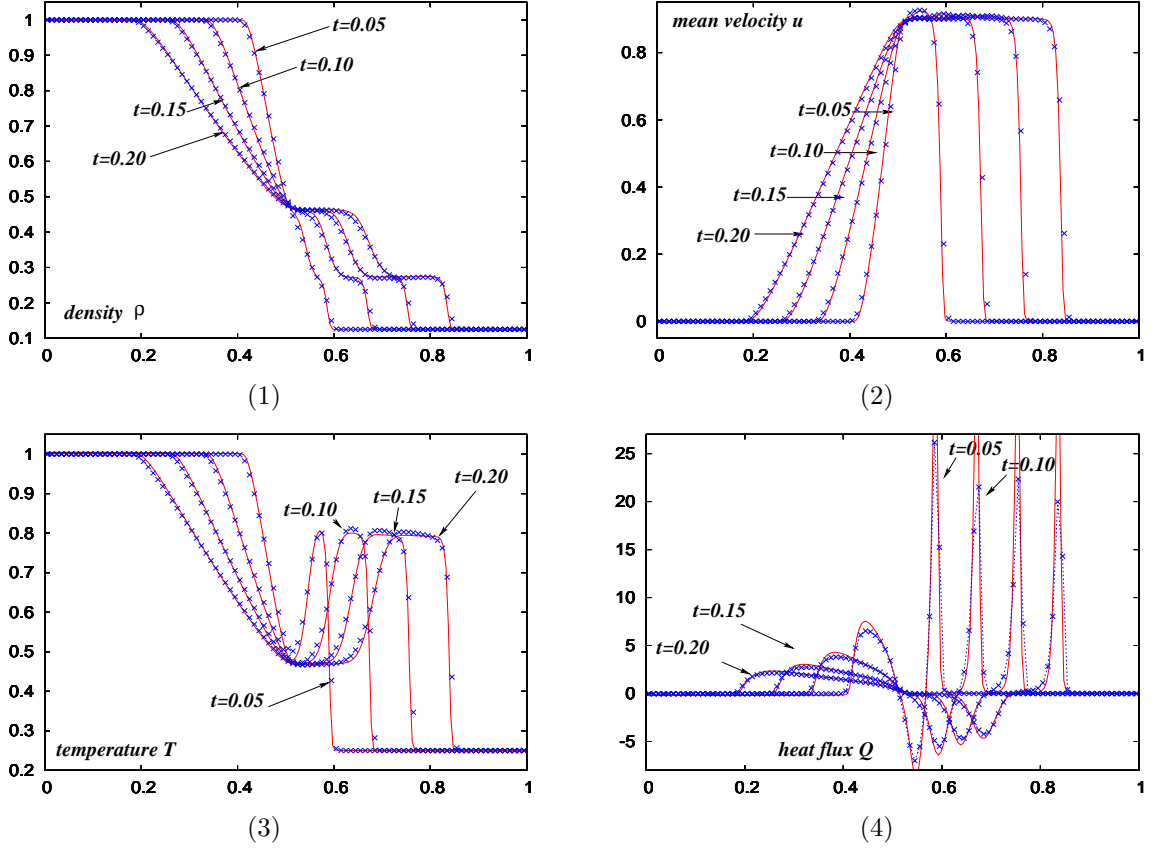 1
0.9
0.8
0.7
0.6
0.5
0.4
0.3
0.2
0.1
0 0.2 0.4 0.6 0.8 1
t=0.05
t=0.10
t=0.15
t=0.20
density ρ
(1)
mean velocity u
0.8
0.6
0.4
0.2
0
0 0.2 0.4 0.6 0.8 1
t=0.05
t=0.10
t=0.15
t=0.20
(2)
1
0.9
0.8
0.7
0.6
0.5
0.4
0.3
0.2
0 0.2 0.4 0.6 0.8 1
t=0.20
t=0.15
t=0.10
t=0.05
temperature T
(3)
25
20
15
10
5
0
-5
0 0.2 0.4 0.6 0.8 1
t=0.05
t=0.10
t=0.15
t=0.20
heat flux Q
(4)